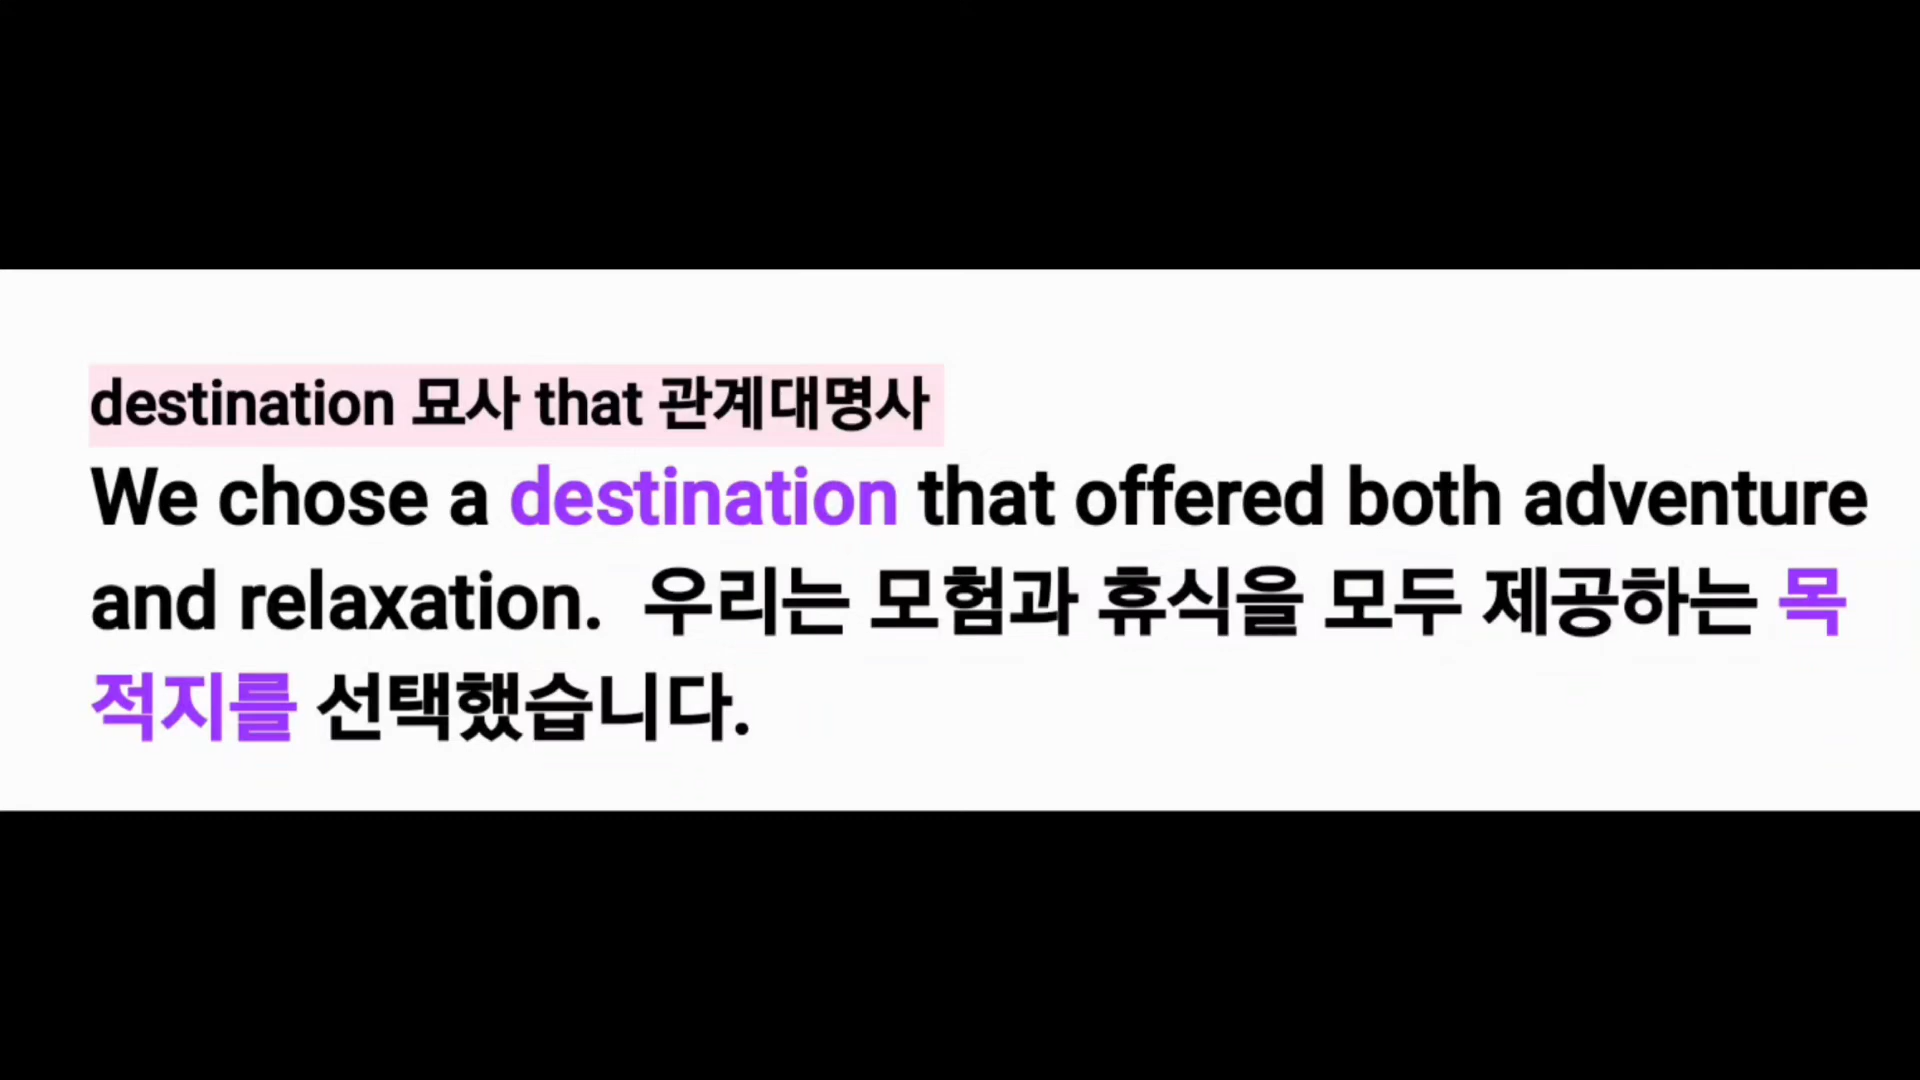 destination 묘사 that 관계대명사
We chose a destination that offered both adventure
and relaxation.  우리는 모험과 휴식을 모두 제공하는 목
적지를 선택했습니다.